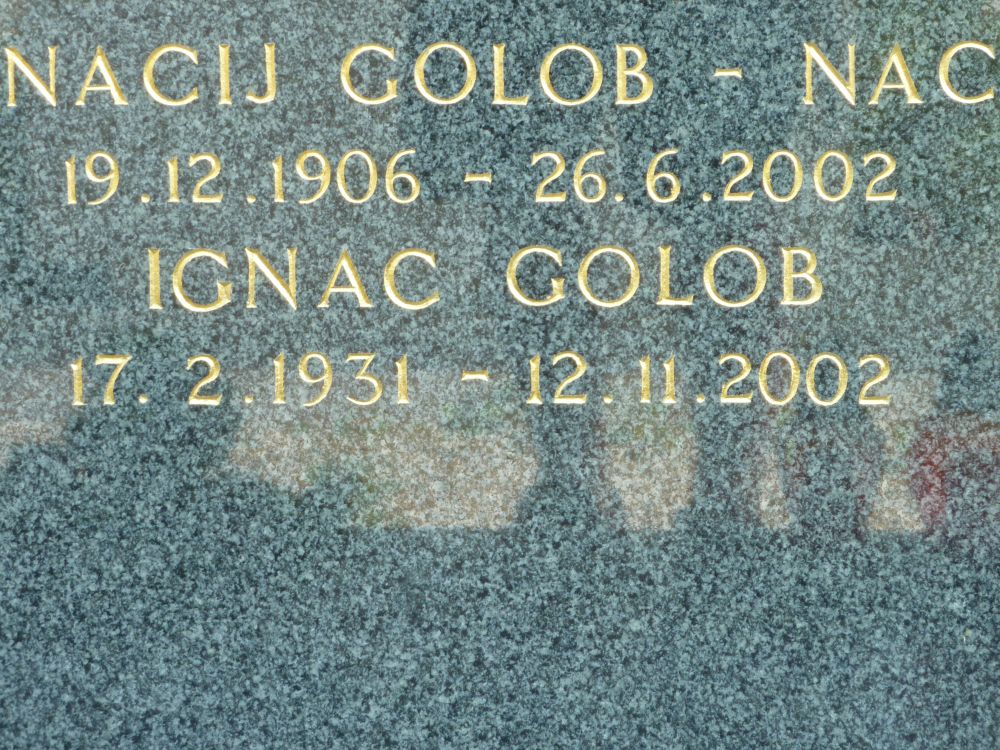 NACIJ GOLOB - NAC
19.12.1906 - 26.6.2002
IGNAC GOLOB
17.2.1931 - 12.11.2002